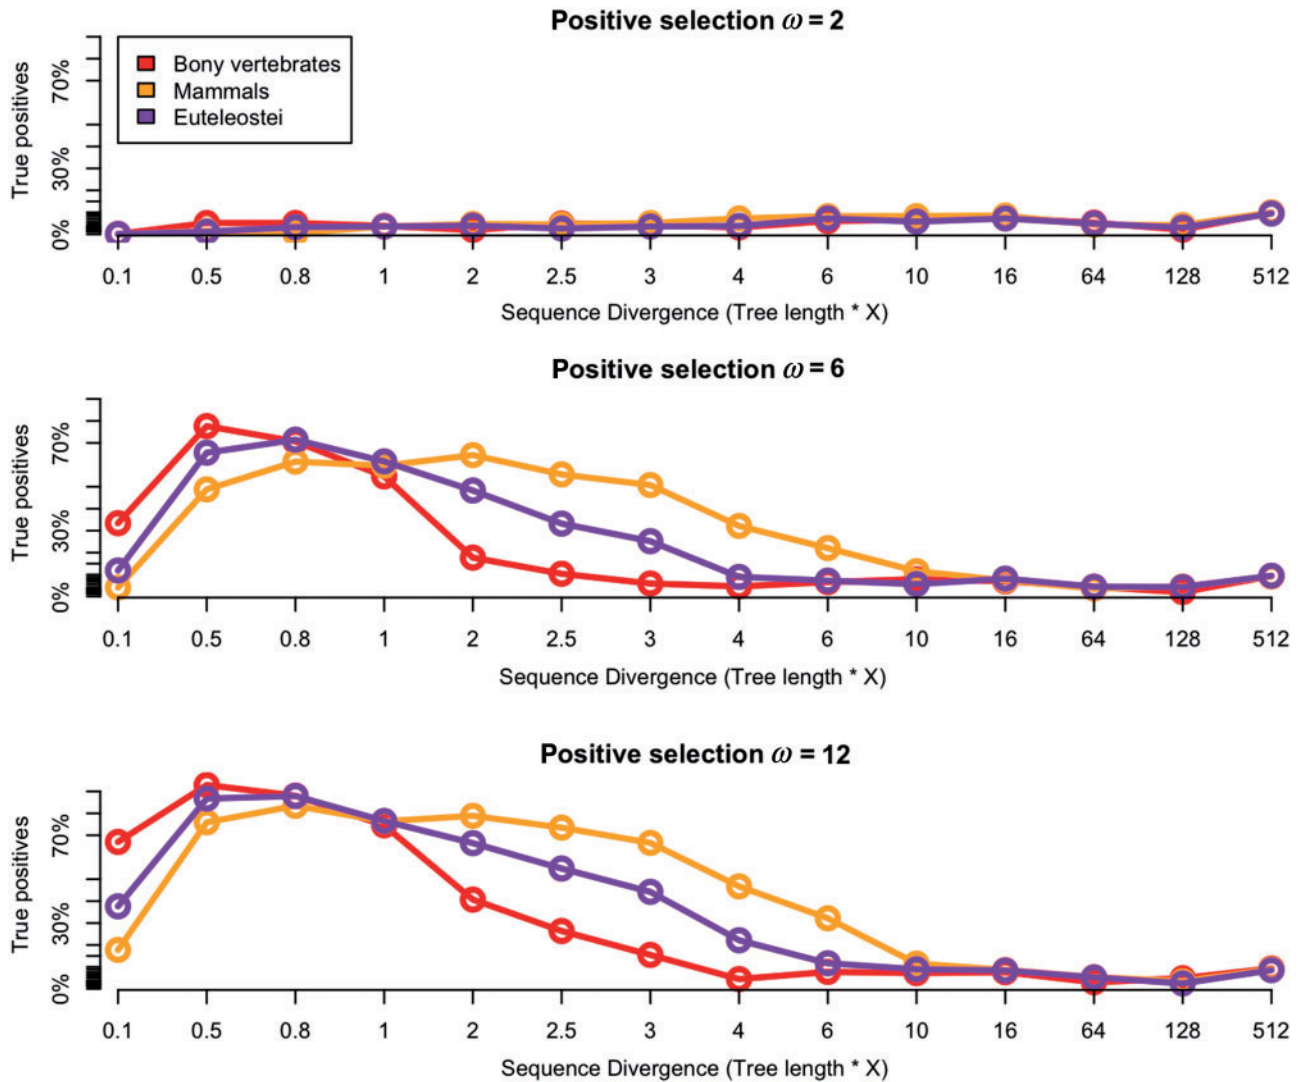 Positive selection ω = 2
Bony vertebrates
Mammals
Euteleostei
True positives
70%
30%
0%
0.1 0.5 0.8 1 2 2.5 3 4 6 10 16 64 128 512
Sequence Divergence (Tree length * X)
Positive selection ω = 6
True positives
70%
30%
0%
0.1 0.5 0.8 1 2 2.5 3 4 6 10 16 64 128 512
Sequence Divergence (Tree length * X)
Positive selection ω = 12
True positives
70%
30%
0%
0.1 0.5 0.8 1 2 2.5 3 4 6 10 16 64 128 512
Sequence Divergence (Tree length * X)